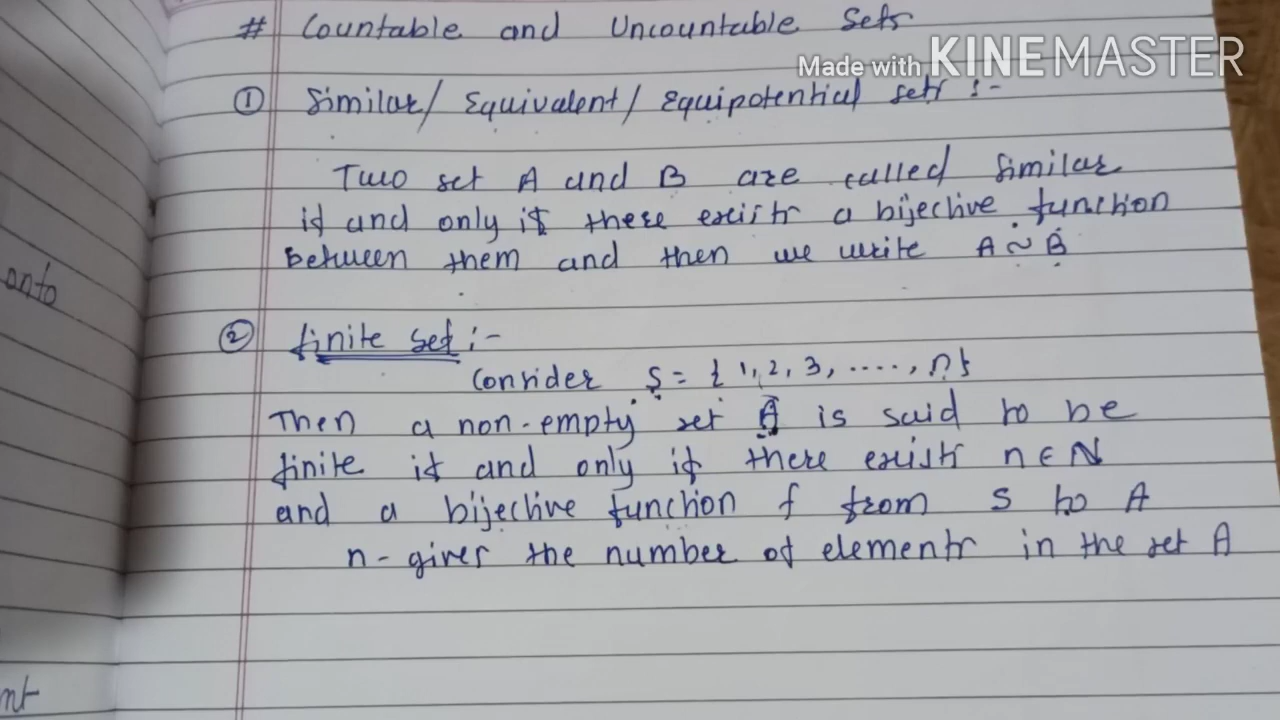 # Countable and Uncountable Sets
Made with KINEMASTER
① Similar/ Equivalent/ Equipotential sets :-
Two set A and B are called Similar
if and only if there exists a bijective function
between them and then we write A ~ B
② finite set :-
Consider S = { 1, 2, 3, ....., n }
Then a non-empty set A is said to be
finite if and only if there exists n ∈ N
and a bijective function f from S to A
n - gives the number of elements in the set A
onto
nt